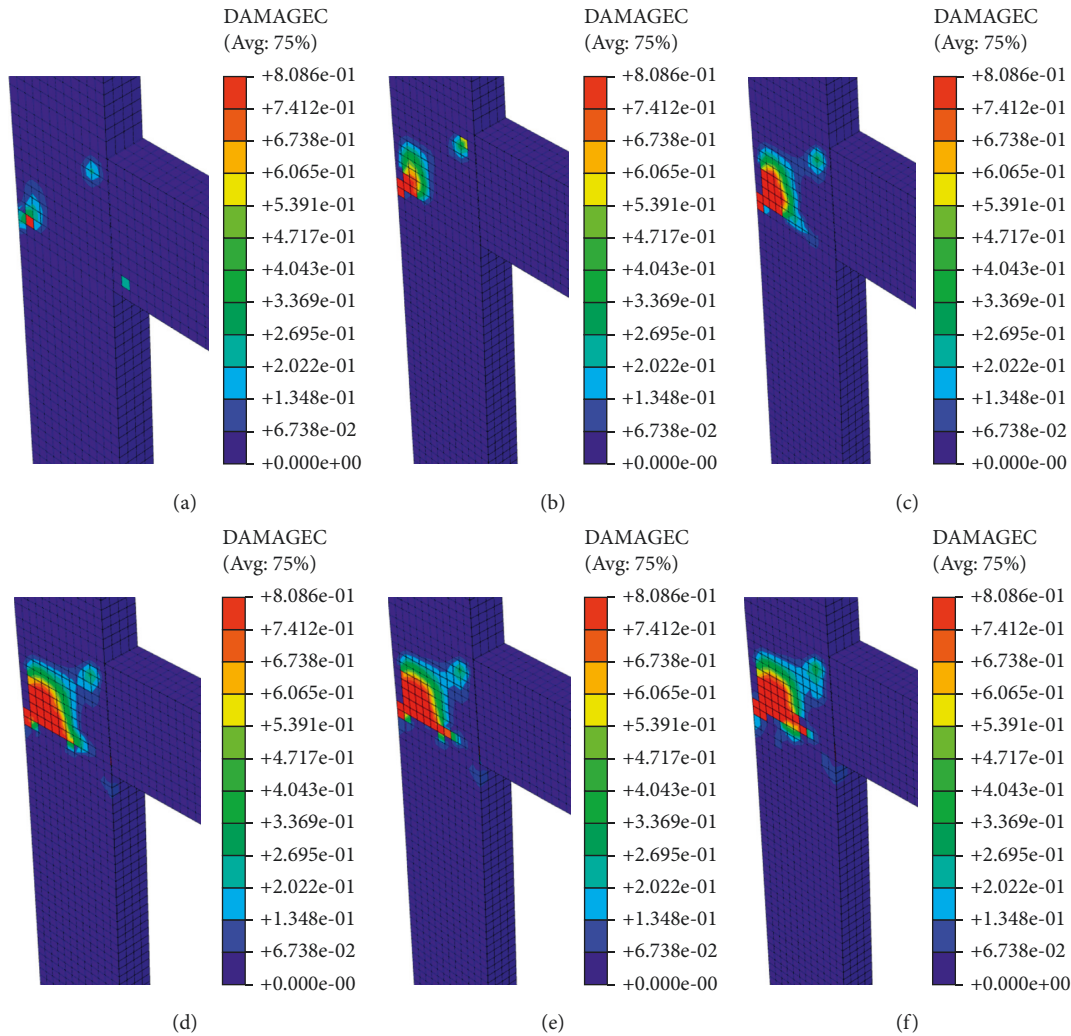 DAMAGEC
(Avg: 75%)
+8.086e-01
+7.412e-01
+6.738e-01
+6.065e-01
+5.391e-01
+4.717e-01
+4.043e-01
+3.369e-01
+2.695e-01
+2.022e-01
+1.348e-01
+6.738e-02
+0.000e+00
(a)
DAMAGEC
(Avg: 75%)
+8.086e-01
+7.412e-01
+6.738e-01
+6.065e-01
+5.391e-01
+4.717e-01
+4.043e-01
+3.369e-01
+2.695e-01
+2.022e-01
+1.348e-01
+6.738e-02
+0.000e-00
(b)
DAMAGEC
(Avg: 75%)
+8.086e-01
+7.412e-01
+6.738e-01
+6.065e-01
+5.391e-01
+4.717e-01
+4.043e-01
+3.369e-01
+2.695e-01
+2.022e-01
+1.348e-01
+6.738e-02
+0.000e-00
(c)
DAMAGEC
(Avg: 75%)
+8.086e-01
+7.412e-01
+6.738e-01
+6.065e-01
+5.391e-01
+4.717e-01
+4.043e-01
+3.369e-01
+2.695e-01
+2.022e-01
+1.348e-01
+6.738e-02
+0.000e-00
(d)
DAMAGEC
(Avg: 75%)
+8.086e-01
+7.412e-01
+6.738e-01
+6.065e-01
+5.391e-01
+4.717e-01
+4.043e-01
+3.369e-01
+2.695e-01
+2.022e-01
+1.348e-01
+6.738e-02
+0.000e-00
(e)
DAMAGEC
(Avg: 75%)
+8.086e-01
+7.412e-01
+6.738e-01
+6.065e-01
+5.391e-01
+4.717e-01
+4.043e-01
+3.369e-01
+2.695e-01
+2.022e-01
+1.348e-01
+6.738e-02
+0.000e+00
(f)